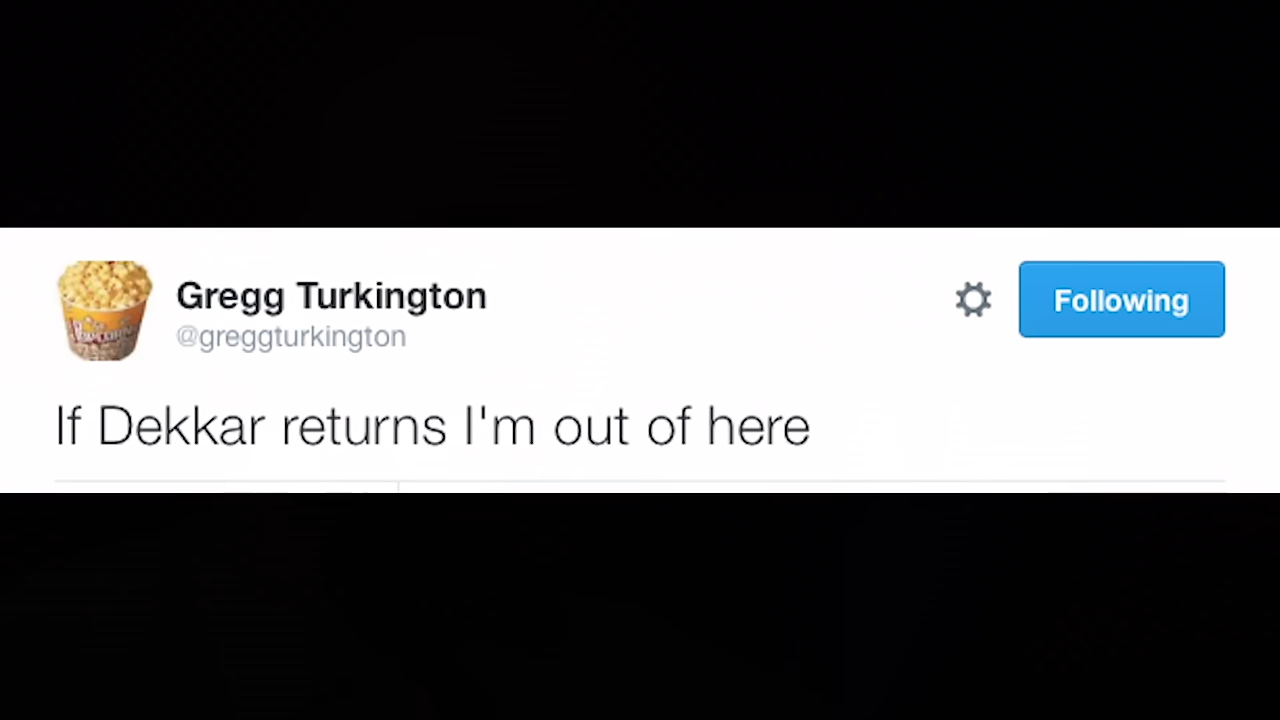 Gregg Turkington
@greggturkington
Following
If Dekkar returns I'm out of here